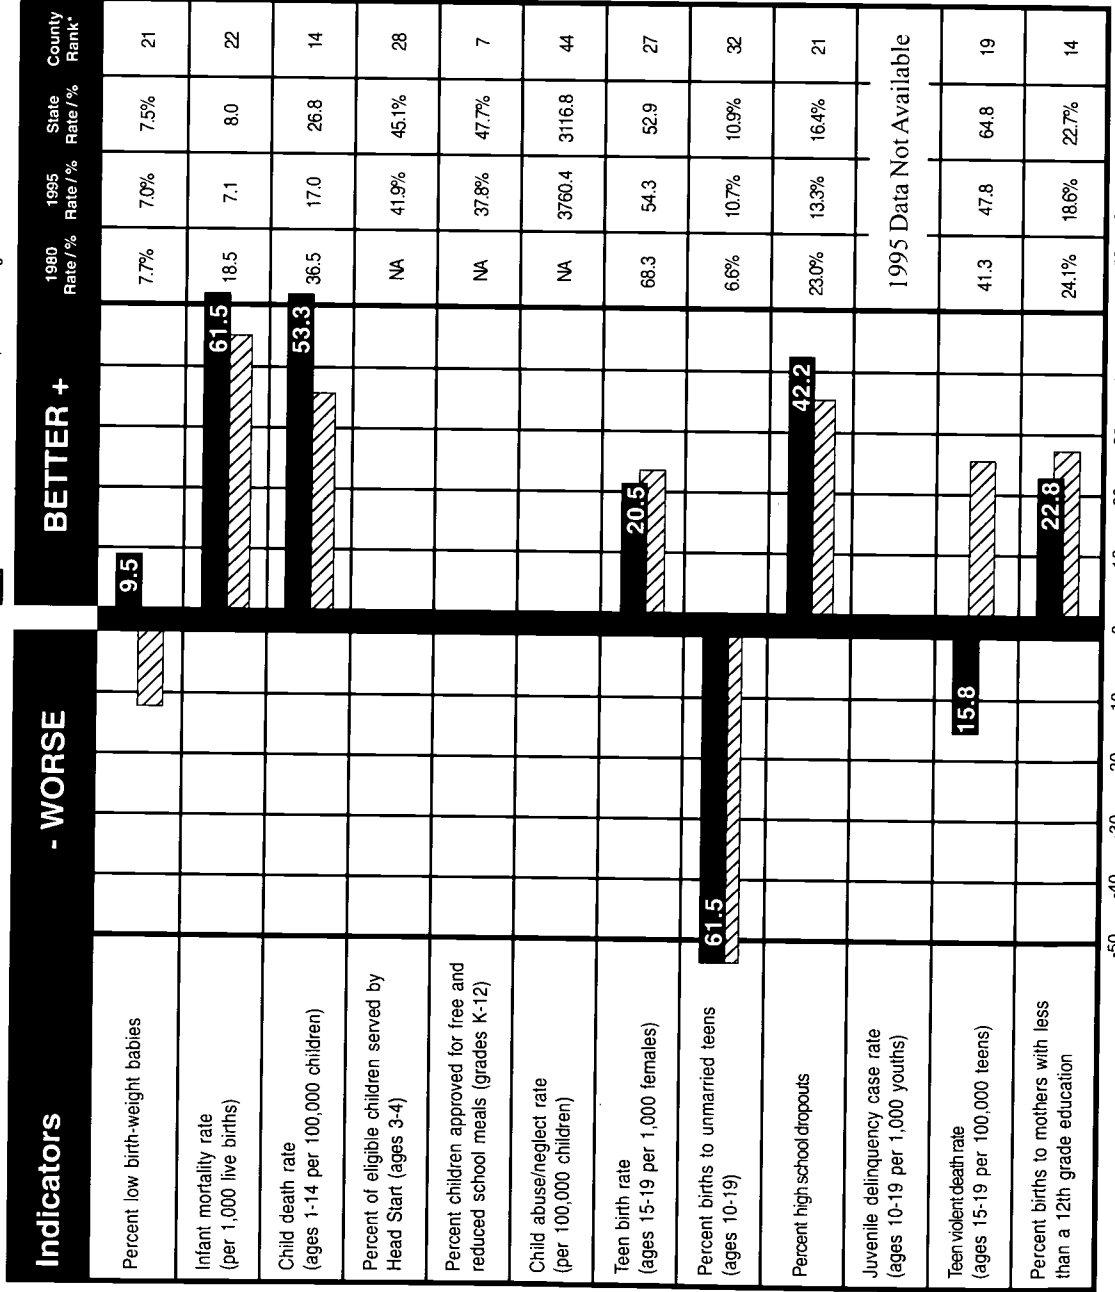 Indicators
- WORSE
BETTER +
1980
Rate / %
1995
Rate / %
State
Rate / %
County
Rank*
Percent low birth-weight babies
9.5
7.7%
7.0%
7.5%
21
Infant mortality rate
(per 1,000 live births)
61.5
18.5
7.1
8.0
22
Child death rate
(ages 1-14 per 100,000 children)
53.3
36.5
17.0
26.8
14
Percent of eligible children served by
Head Start (ages 3-4)
NA
41.9%
45.1%
28
Percent children approved for free and
reduced school meals (grades K-12)
NA
37.8%
47.7%
7
Child abuse/neglect rate
(per 100,000 children)
NA
3760.4
3116.8
44
Teen birth rate
(ages 15-19 per 1,000 females)
20.5
68.3
54.3
52.9
27
Percent births to unmarried teens
(ages 10-19)
61.5
6.6%
10.7%
10.9%
32
Percent high school dropouts
42.2
23.0%
13.3%
16.4%
21
Juvenile delinquency case rate
(ages 10-19 per 1,000 youths)
1995 Data Not Available
Teen violent death rate
(ages 15-19 per 100,000 teens)
15.8
41.3
47.8
64.8
19
Percent births to mothers with less
than a 12th grade education
22.8
24.1%
18.6%
22.7%
14
-50